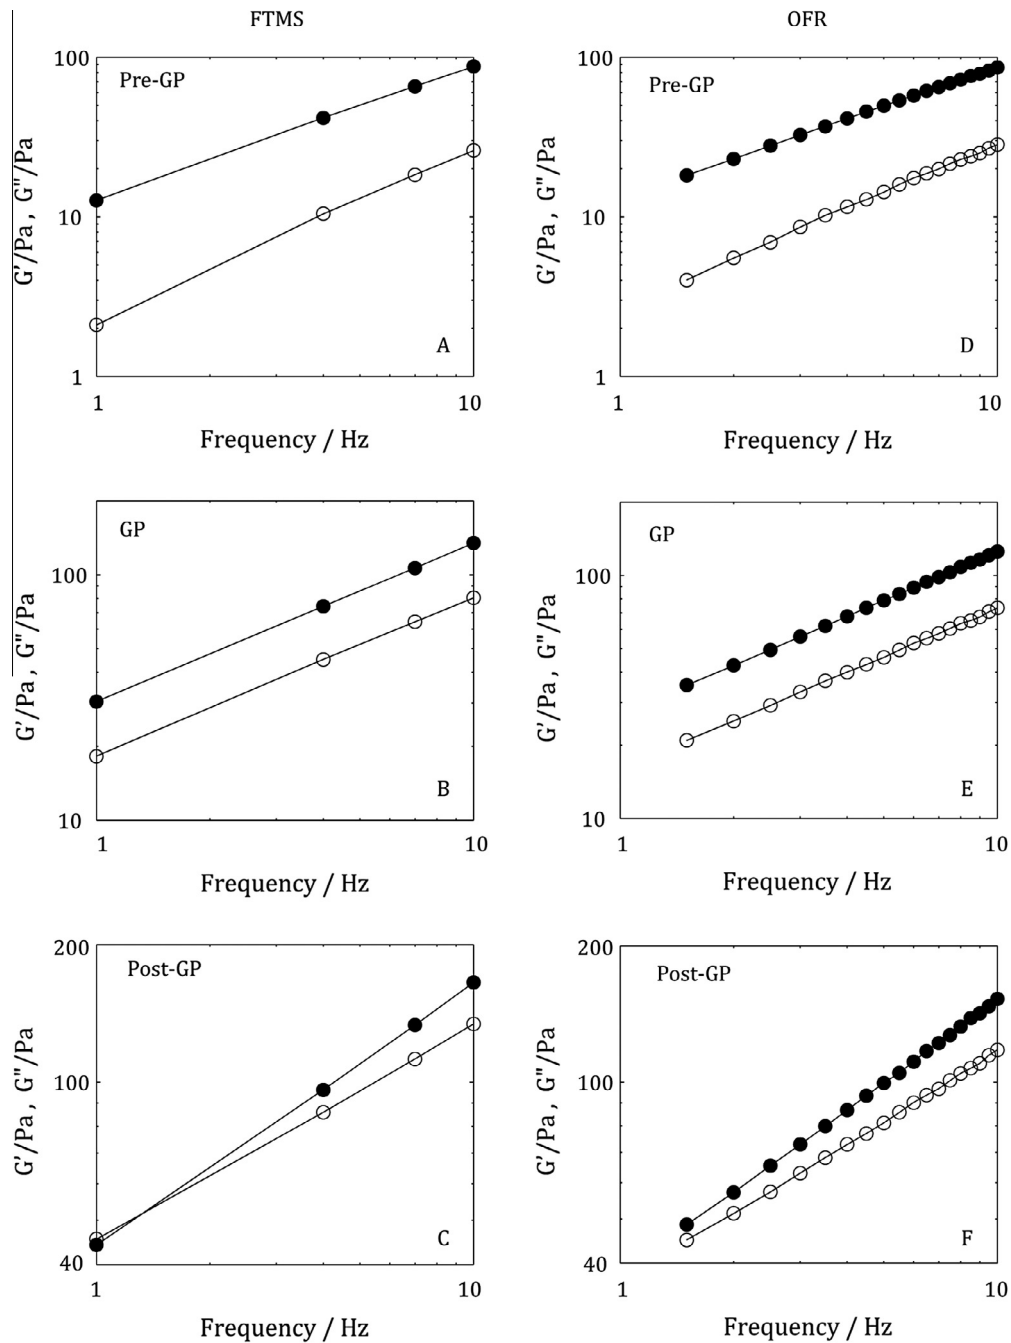 FTMS
100
Pre-GP
10
1
A
1
10
G'/Pa , G"/Pa
Frequency / Hz
OFR
100
Pre-GP
10
1
D
1
10
G'/Pa , G"/Pa
Frequency / Hz
GP
100
10
B
1
10
G'/Pa , G"/Pa
Frequency / Hz
GP
100
10
E
1
10
G'/Pa , G"/Pa
Frequency / Hz
200
Post-GP
100
40
C
1
10
G'/Pa , G"/Pa
Frequency / Hz
200
Post-GP
100
40
F
1
10
G'/Pa , G"/Pa
Frequency / Hz